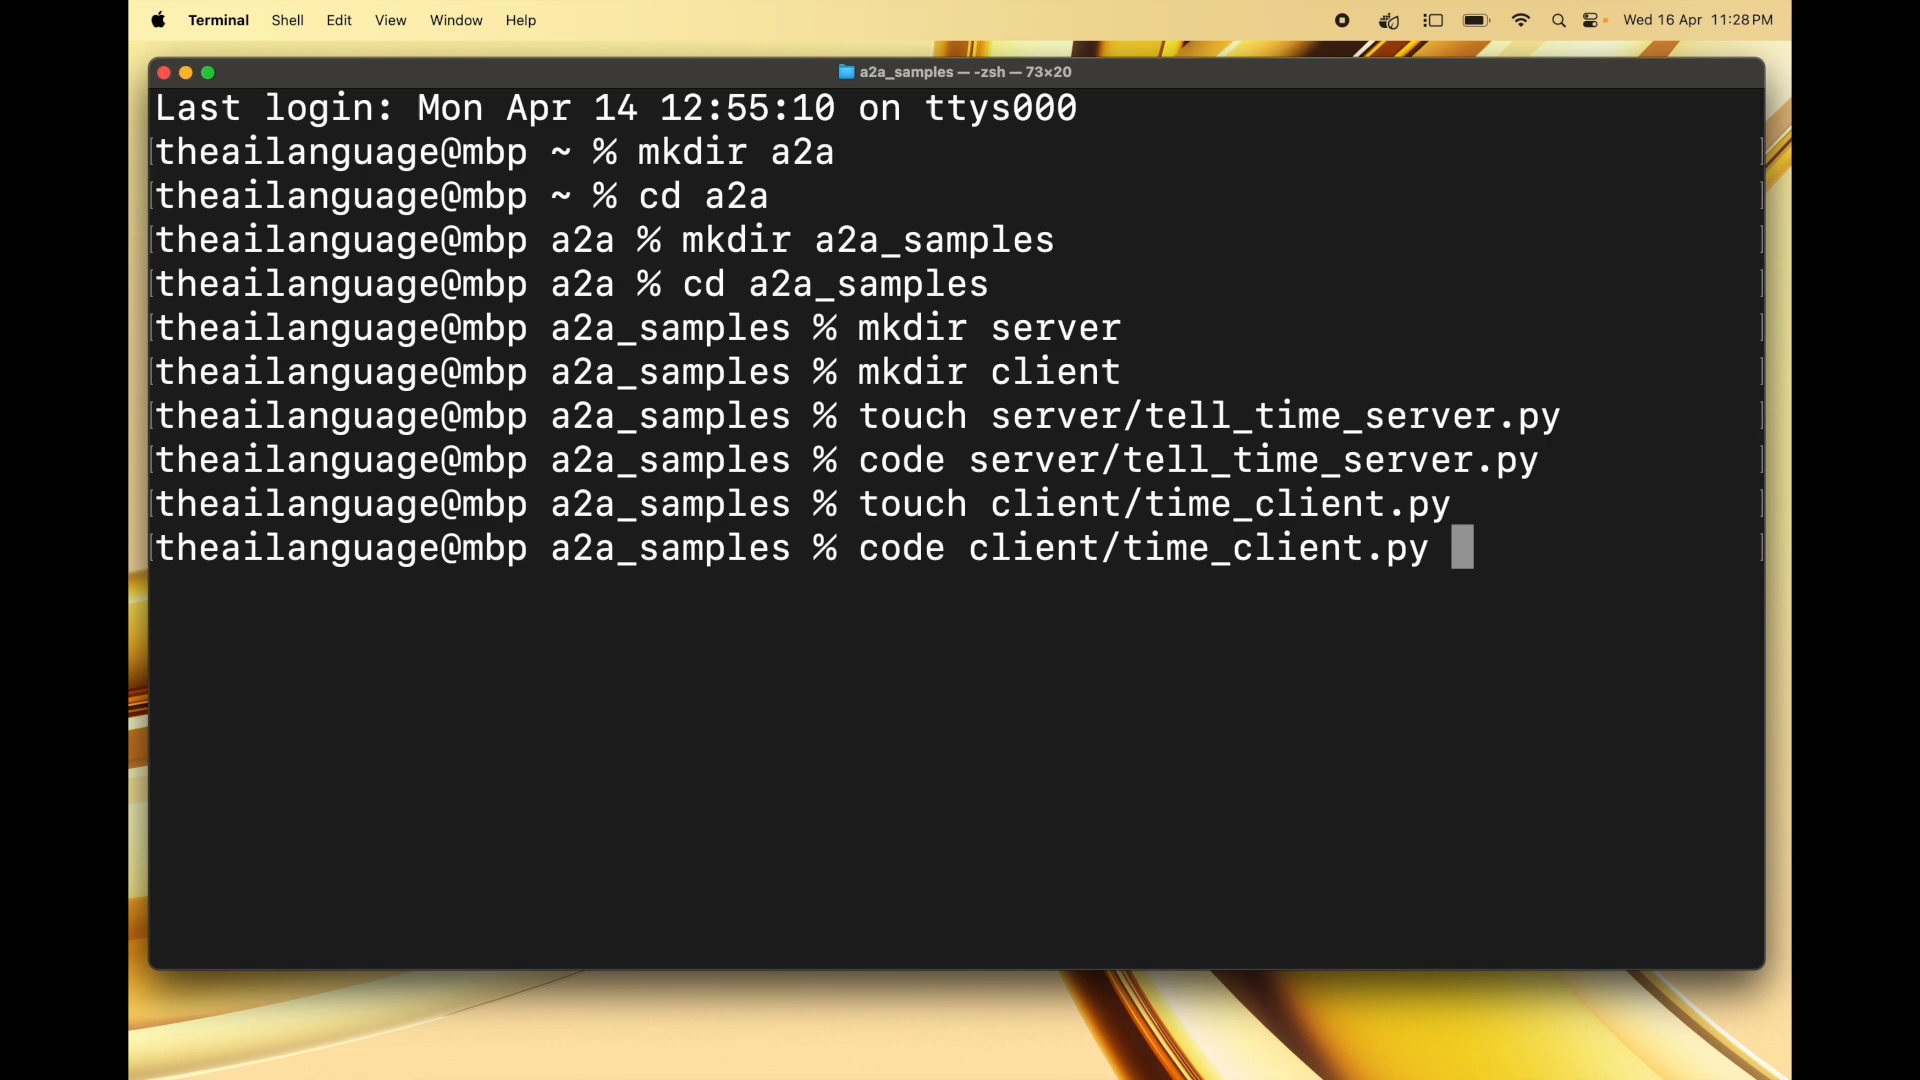 Terminal Shell Edit View Window Help Wed 16 Apr 11:28 PM
a2a_samples — -zsh — 73×20
Last login: Mon Apr 14 12:55:10 on ttys000
theailanguage@mbp ~ % mkdir a2a
theailanguage@mbp ~ % cd a2a
theailanguage@mbp a2a % mkdir a2a_samples
theailanguage@mbp a2a % cd a2a_samples
theailanguage@mbp a2a_samples % mkdir server
theailanguage@mbp a2a_samples % mkdir client
theailanguage@mbp a2a_samples % touch server/tell_time_server.py
theailanguage@mbp a2a_samples % code server/tell_time_server.py
theailanguage@mbp a2a_samples % touch client/time_client.py
theailanguage@mbp a2a_samples % code client/time_client.py